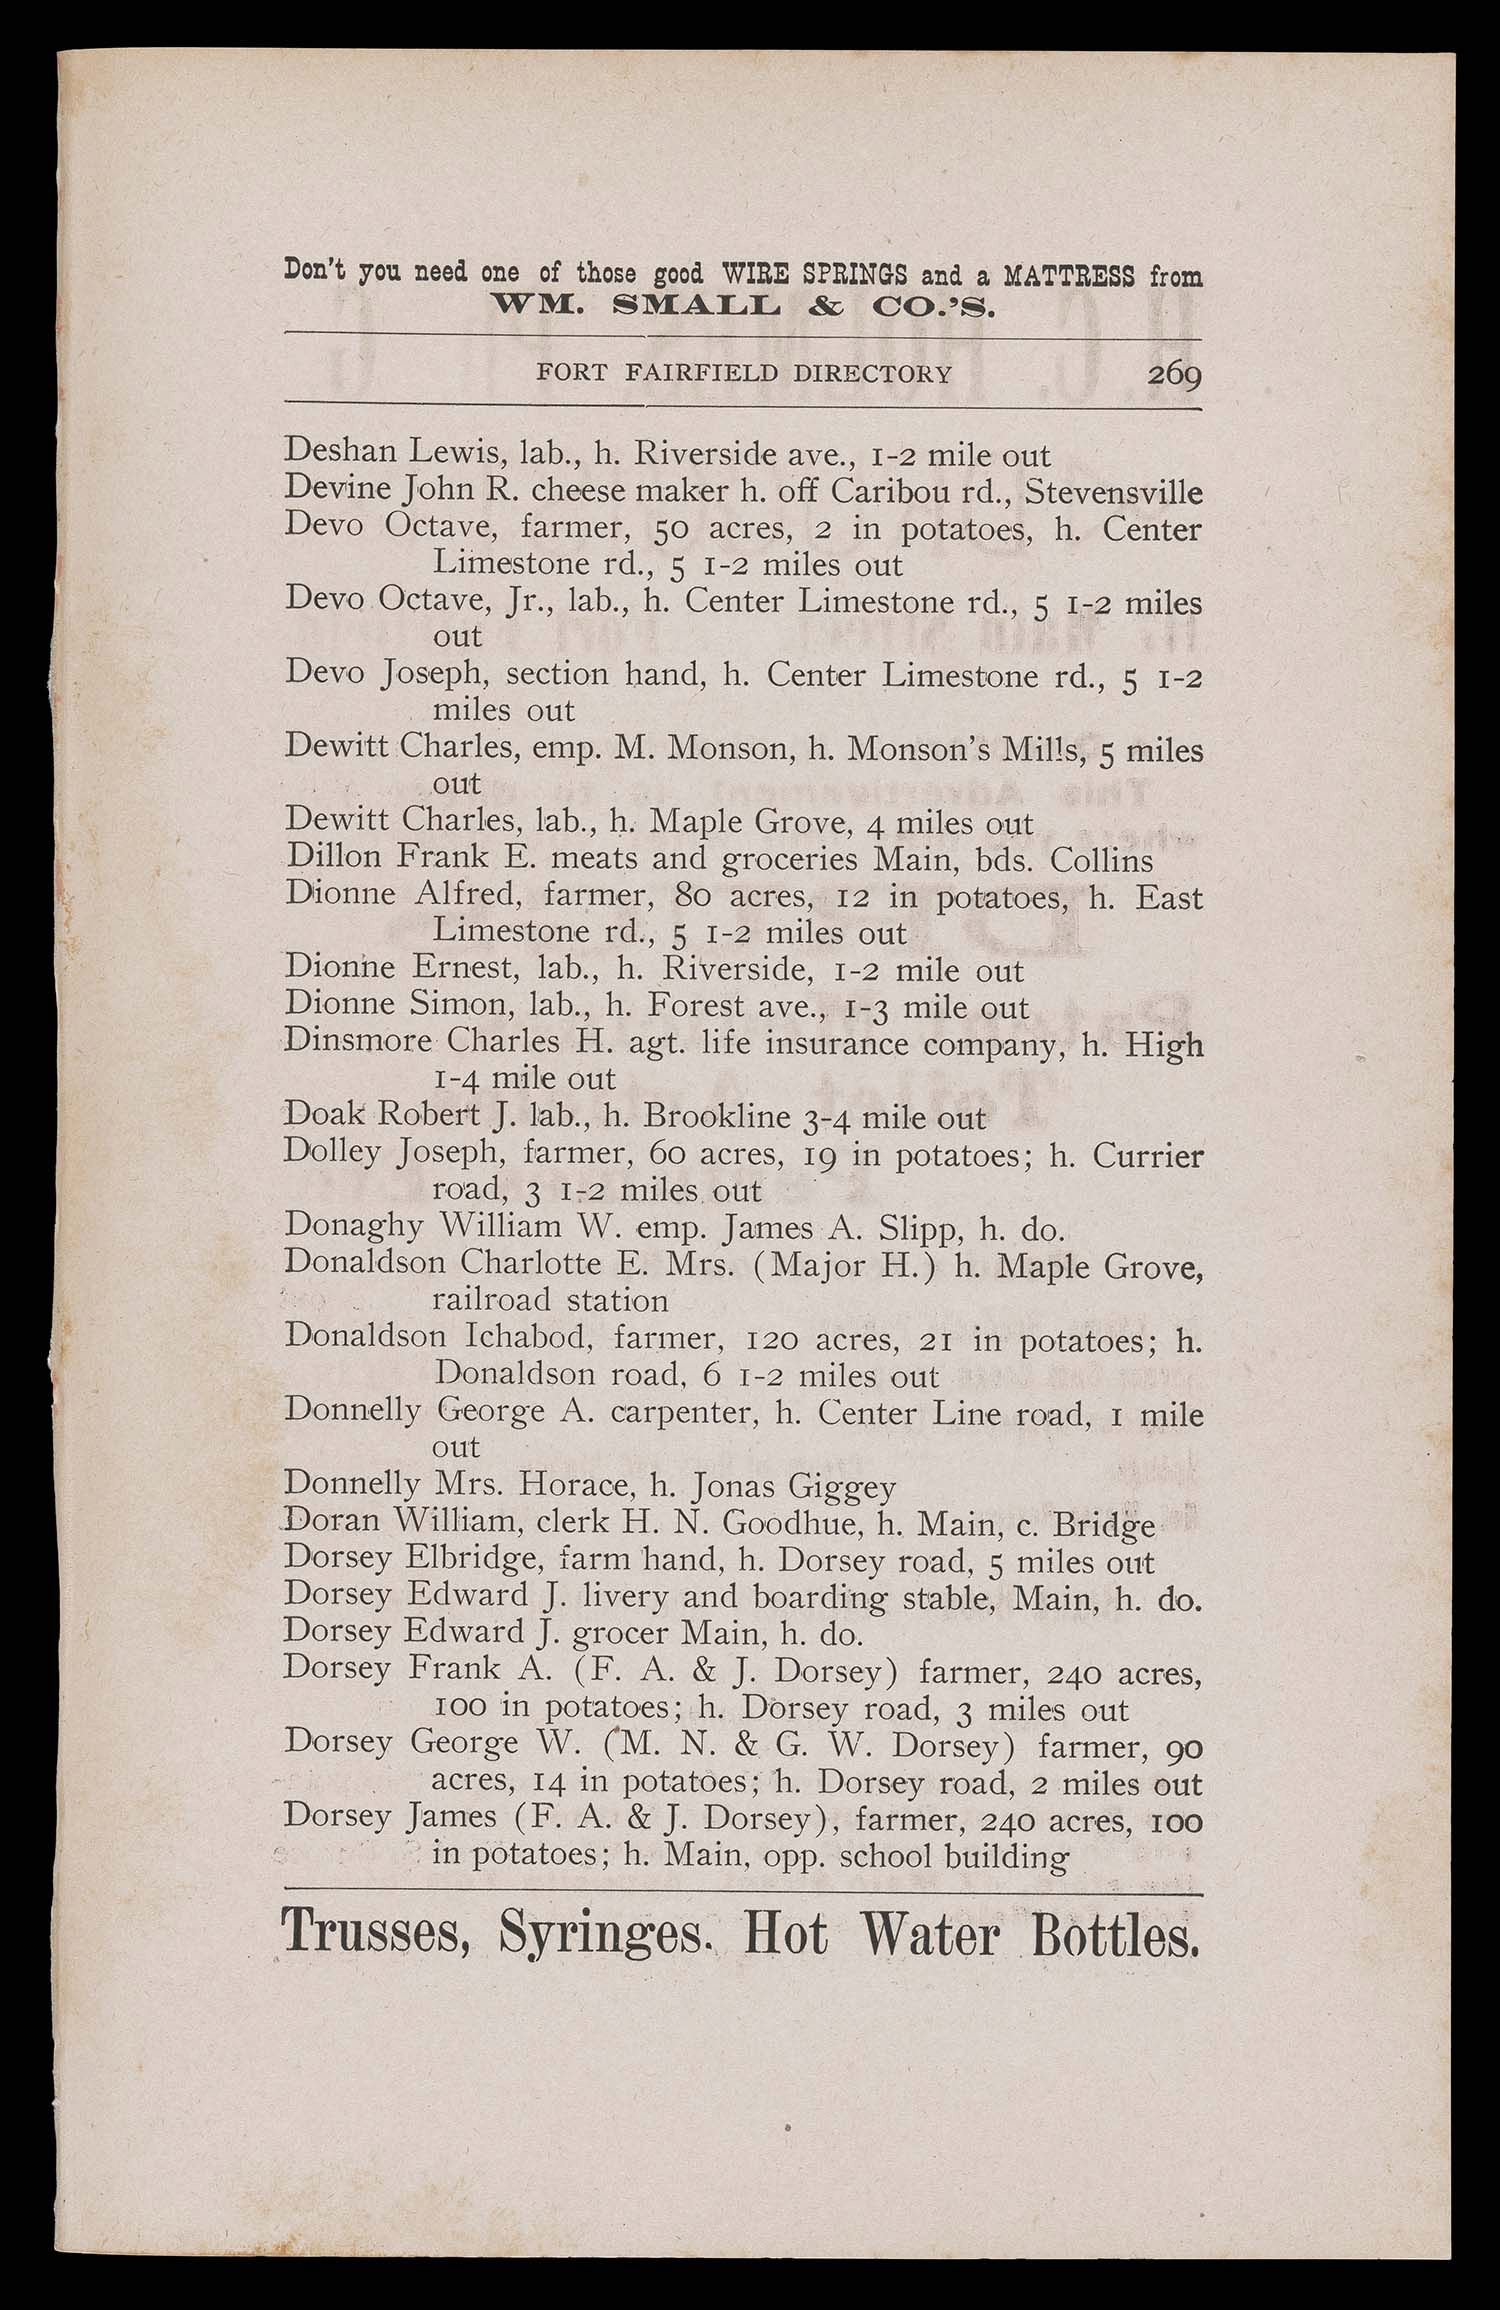 Don't you need one of those good WIRE SPRINGS and a MATTRESS from
WM. SMALL & CO.'S.
FORT FAIRFIELD DIRECTORY 269
Deshan Lewis, lab., h. Riverside ave., 1-2 mile out
Devine John R. cheese maker h. off Caribou rd., Stevensville
Devo Octave, farmer, 50 acres, 2 in potatoes, h. Center
Limestone rd., 5 1-2 miles out
Devo Octave, Jr., lab., h. Center Limestone rd., 5 1-2 miles
out
Devo Joseph, section hand, h. Center Limestone rd., 5 1-2
miles out
Dewitt Charles, emp. M. Monson, h. Monson's Mills, 5 miles
out
Dewitt Charles, lab., h. Maple Grove, 4 miles out
Dillon Frank E. meats and groceries Main, bds. Collins
Dionne Alfred, farmer, 80 acres, 12 in potatoes, h. East
Limestone rd., 5 1-2 miles out
Dionne Ernest, lab., h. Riverside, 1-2 mile out
Dionne Simon, lab., h. Forest ave., 1-3 mile out
Dinsmore Charles H. agt. life insurance company, h. High
1-4 mile out
Doak Robert J. lab., h. Brookline 3-4 mile out
Dolley Joseph, farmer, 60 acres, 19 in potatoes; h. Currier
road, 3 1-2 miles out
Donaghy William W. emp. James A. Slipp, h. do.
Donaldson Charlotte E. Mrs. (Major H.) h. Maple Grove,
railroad station
Donaldson Ichabod, farmer, 120 acres, 21 in potatoes; h.
Donaldson road, 6 1-2 miles out
Donnelly George A. carpenter, h. Center Line road, 1 mile
out
Donnelly Mrs. Horace, h. Jonas Giggey
Doran William, clerk H. N. Goodhue, h. Main, c. Bridge
Dorsey Elbridge, farm hand, h. Dorsey road, 5 miles out
Dorsey Edward J. livery and boarding stable, Main, h. do.
Dorsey Edward J. grocer Main, h. do.
Dorsey Frank A. (F. A. & J. Dorsey) farmer, 240 acres,
100 in potatoes; h. Dorsey road, 3 miles out
Dorsey George W. (M. N. & G. W. Dorsey) farmer, 90
acres, 14 in potatoes; h. Dorsey road, 2 miles out
Dorsey James (F. A. & J. Dorsey), farmer, 240 acres, 100
in potatoes; h. Main, opp. school building
Trusses, Syringes. Hot Water Bottles.